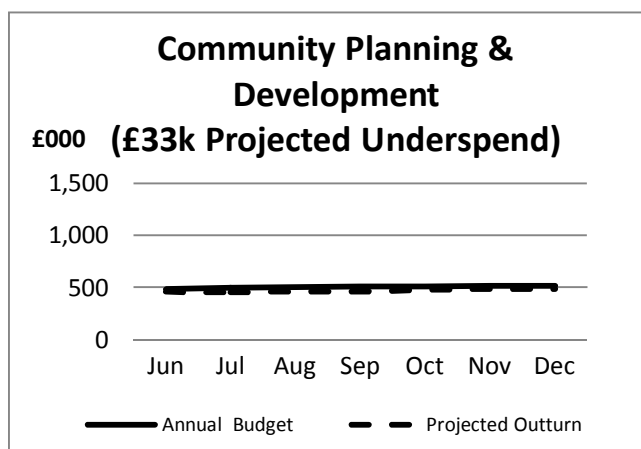 Community Planning &
Development
£000 (£33k Projected Underspend)
1,500
1,000
500
0
Jun Jul Aug Sep Oct Nov Dec
Annual Budget Projected Outturn